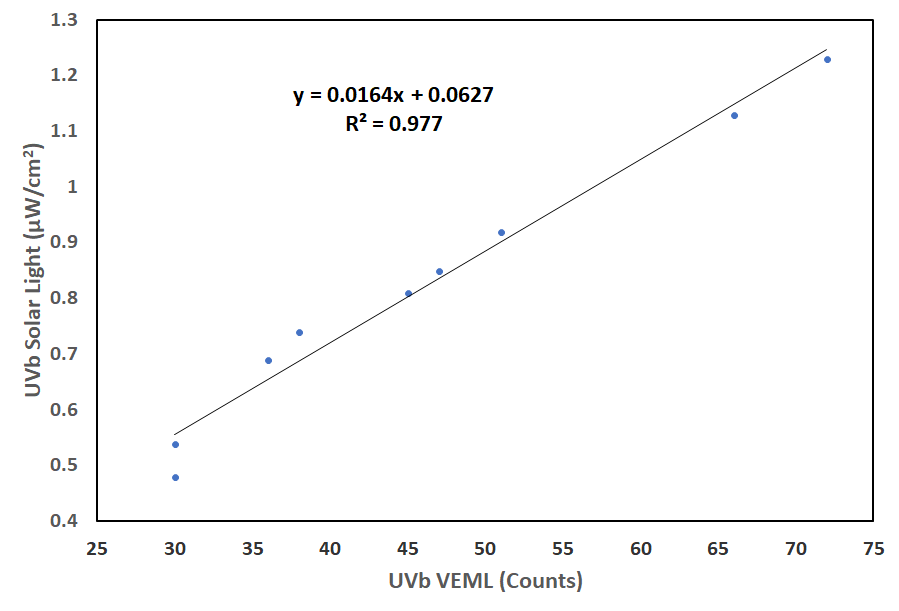 y = 0.0164x + 0.0627
R² = 0.977
UVb Solar Light (µW/cm²)
1.3
1.2
1.1
1
0.9
0.8
0.7
0.6
0.5
0.4
25 30 35 40 45 50 55 60 65 70 75
UVb VEML (Counts)